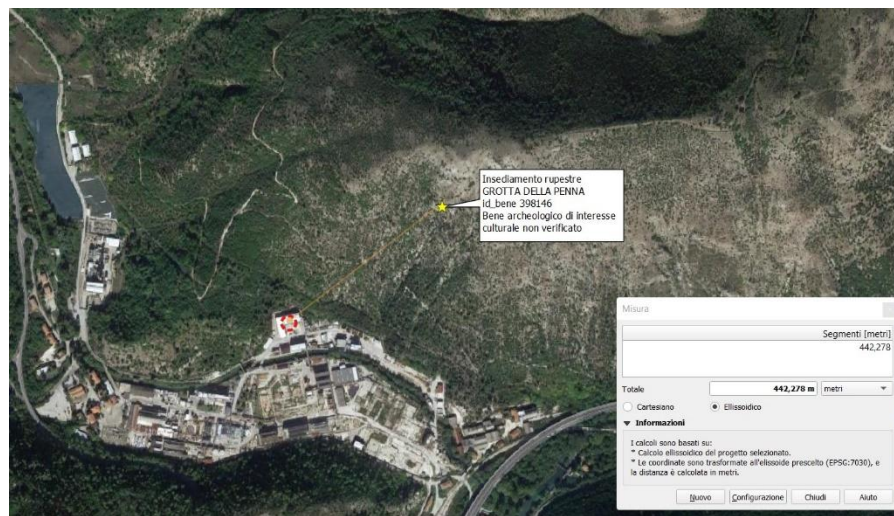 Insediamento rupestre
GROTTA DELLA PENNA
id_bene 398146
Bene archeologico di interesse
culturale non verificato
Misura
Segmenti [metri]
442,278
Totale
442,278 m
metri
Cartesiano
Ellissoidico
Informazioni
I calcoli sono basati su:
* Calcolo ellissoidico del progetto selezionato.
* Le coordinate sono trasformate all'ellissoide prescelto (EPSG:7030), e
la distanza è calcolata in metri.
Nuovo
Configurazione
Chiudi
Aiuto